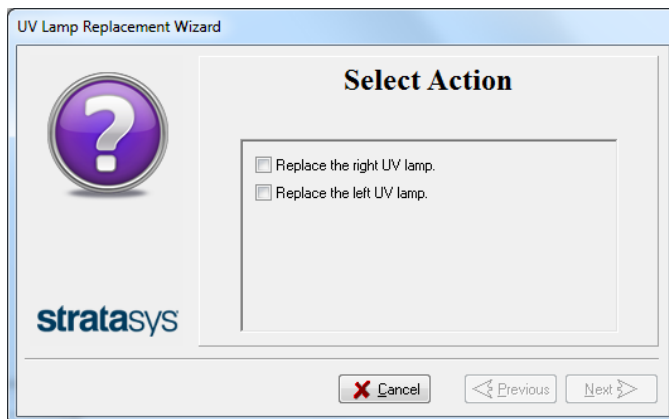 UV Lamp Replacement Wizard
Select Action
Replace the right UV lamp.
Replace the left UV lamp.
stratasys
Cancel
Previous
Next